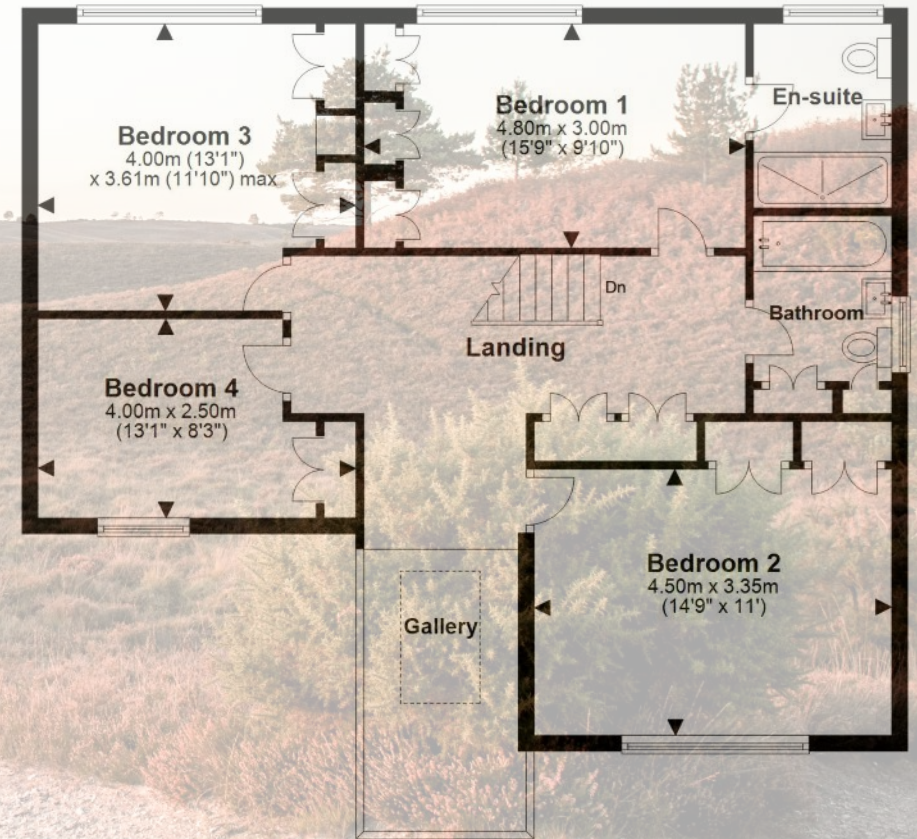 Bedroom 3
4.00m (13'1")
x 3.61m (11'10") max
Bedroom 1
4.80m x 3.00m
(15'9" x 9'10")
En-suite
Dn
Landing
Bathroom
Bedroom 4
4.00m x 2.50m
(13'1" x 8'3")
Bedroom 2
4.50m x 3.35m
(14'9" x 11')
Gallery